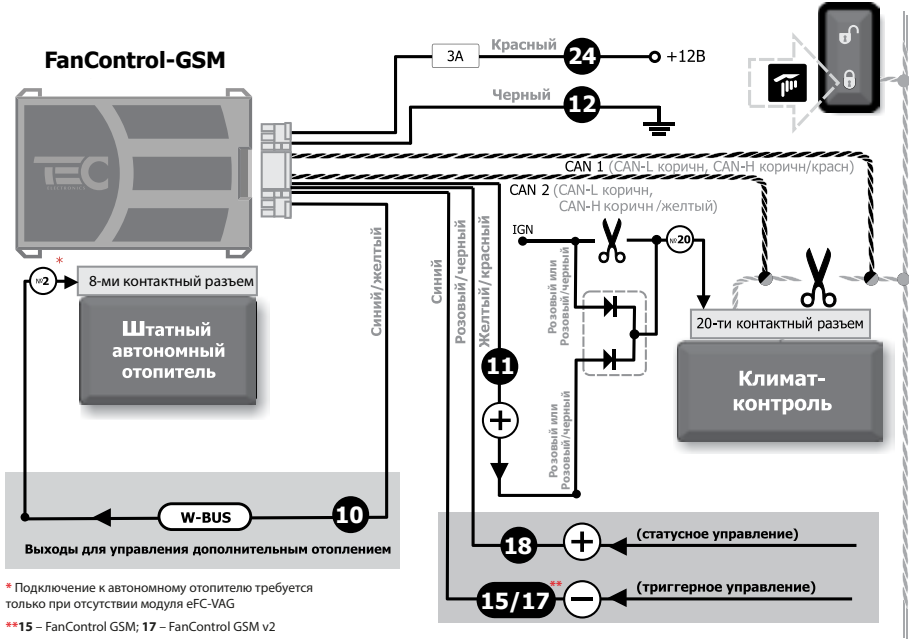 FanControl-GSM
3A
Красный
24
+12В
Черный
12
TEC
ELECTRONICS
CAN 1 (CAN-L коричн, CAN-H коричн/красн)
CAN 2 (CAN-L коричн,
CAN-H коричн /желтый)
IGN
№20
№2
*
8-ми контактный разъем
Штатный
автономный
отопитель
Синий/желтый
Синий
Розовый/черный
Желтый/красный
Розовый или
Розовый/черный
20-ти контактный разъем
Климат-
контроль
11
+
Розовый или
Розовый/черный
W-BUS
10
Выходы для управления дополнительным отоплением
18
+
(статусное управление)
15/17
**
−
(триггерное управление)
* Подключение к автономному отопителю требуется
только при отсутствии модуля eFC-VAG
**15 – FanControl GSM; 17 – FanControl GSM v2